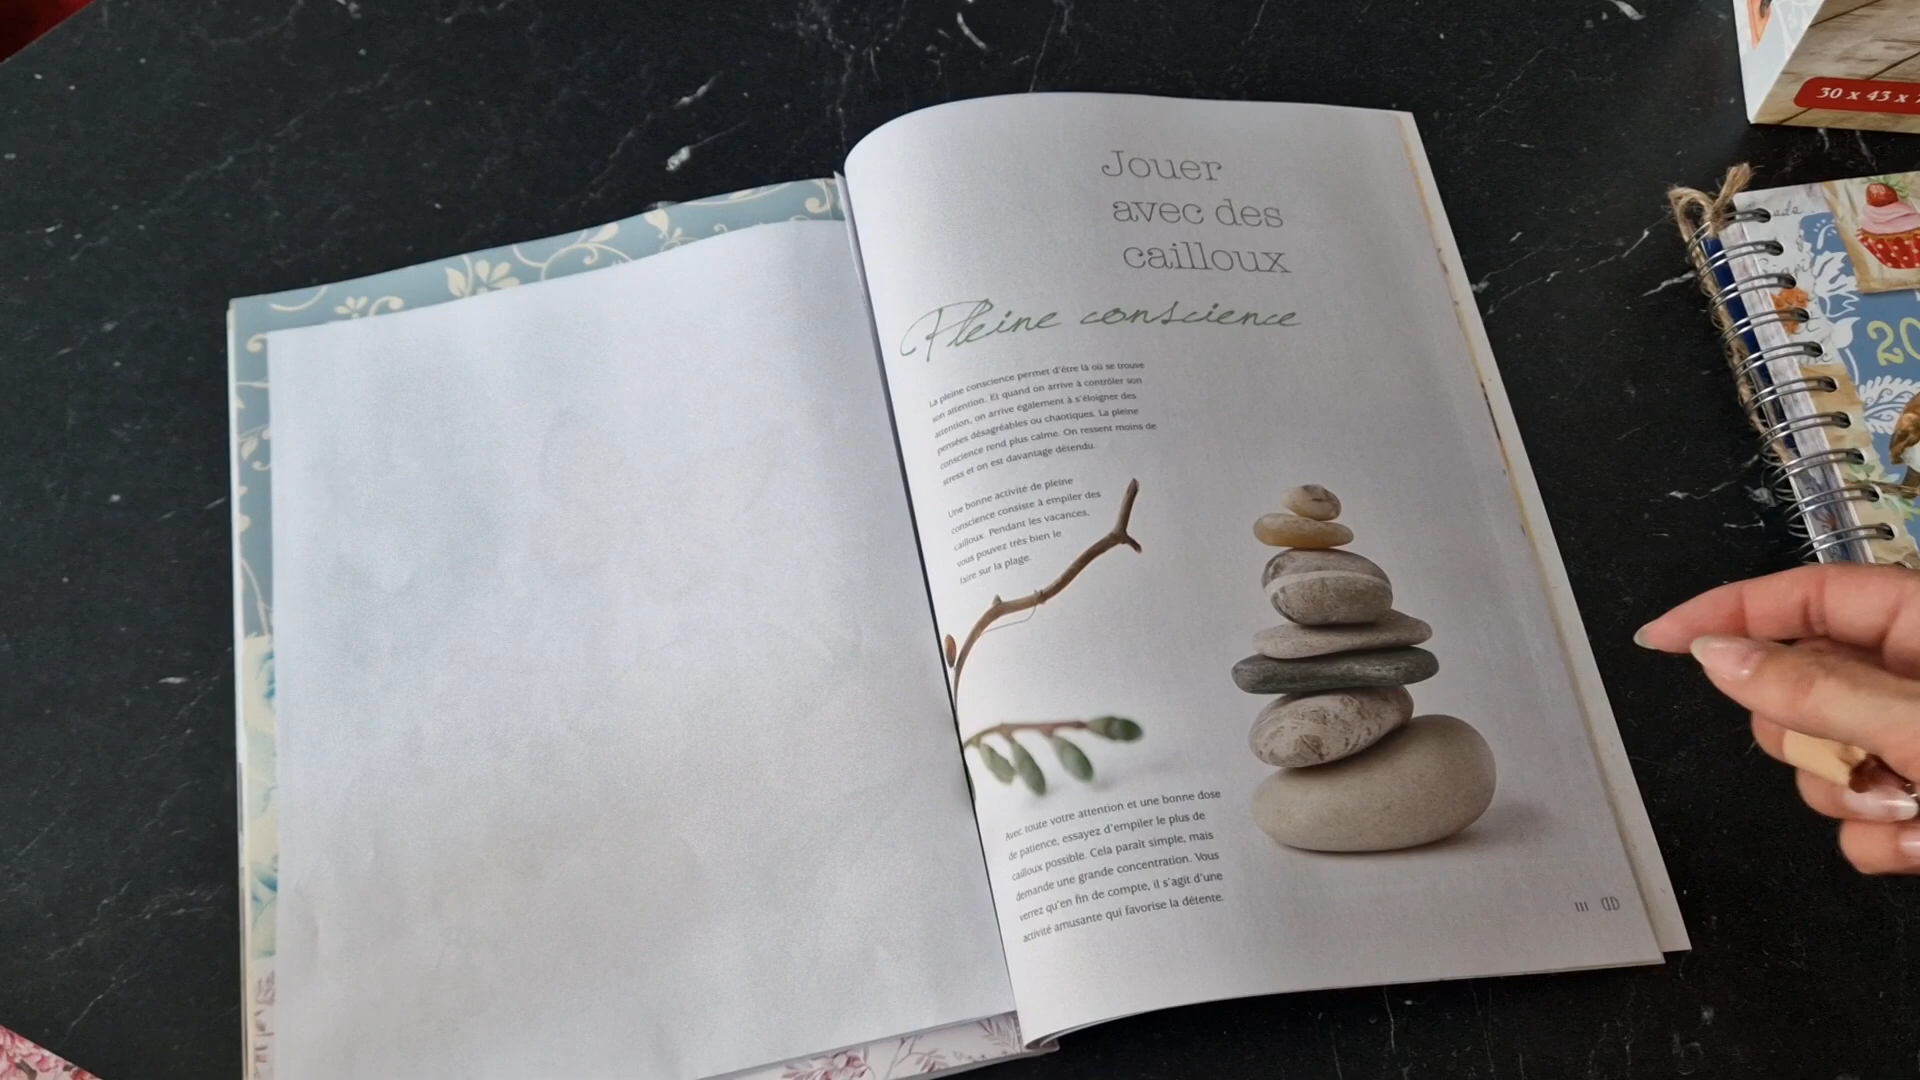 Jouer
avec des
cailloux
Pleine conscience
La pleine conscience permet d'être là où se trouve
son attention. Et quand on arrive à contrôler son
attention, on arrive également à s'éloigner des
pensées désagréables ou chaotiques. La pleine
conscience rend plus calme. On ressent moins de
stress et on est davantage détendu.
Une bonne activité de pleine
conscience consiste à empiler des
cailloux. Pendant les vacances,
vous pouvez très bien le
faire sur la plage.
Avec toute votre attention et une bonne dose
de patience, essayez d'empiler le plus de
cailloux possible. Cela paraît simple, mais
demande une grande concentration. Vous
verrez qu'en fin de compte, il s'agit d'une
activité amusante qui favorise la détente.
111
30 x 43 x
20